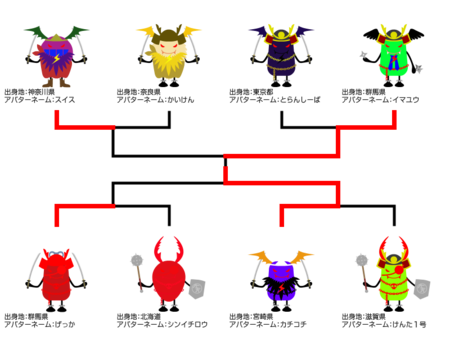 出身地:神奈川県
アバターネーム:スイス
出身地:奈良県
アバターネーム:かいけん
出身地:東京都
アバターネーム:とらんしーば
出身地:群馬県
アバターネーム:イマユウ
出身地:群馬県
アバターネーム:げっか
出身地:北海道
アバターネーム:シンイチロウ
出身地:宮崎県
アバターネーム:カチコチ
出身地:滋賀県
アバターネーム:けんた1号